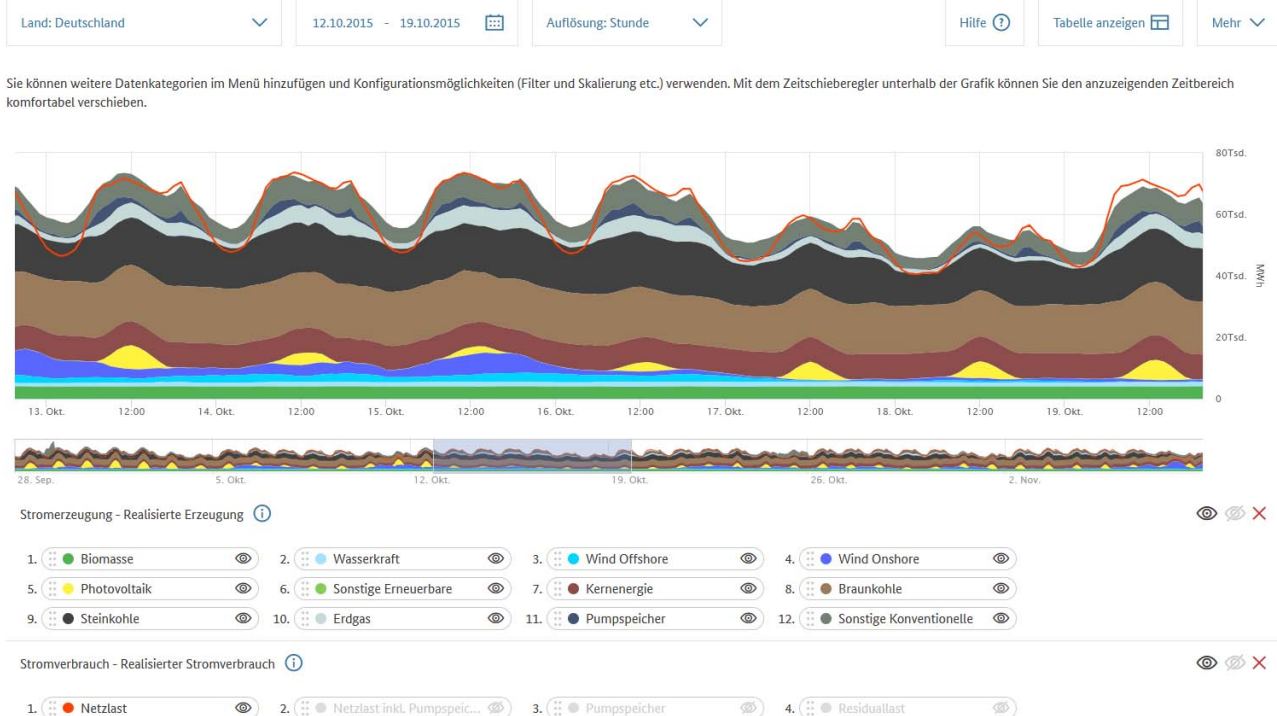 Land: Deutschland
12.10.2015 - 19.10.2015
Auflösung: Stunde
Hilfe ?
Tabelle anzeigen
Mehr
Sie können weitere Datenkategorien im Menü hinzufügen und Konfigurationsmöglichkeiten (Filter und Skalierung etc.) verwenden. Mit dem Zeitschieberegler unterhalb der Grafik können Sie den anzuzeigenden Zeitbereich
komfortabel verschieben.
80Tsd.
60Tsd.
40Tsd.
MWh
20Tsd.
0
13. Okt. 12:00 14. Okt. 12:00 15. Okt. 12:00 16. Okt. 12:00 17. Okt. 12:00 18. Okt. 12:00 19. Okt. 12:00
28. Sep. 5. Okt. 12. Okt. 19. Okt. 26. Okt. 2. Nov.
Stromerzeugung - Realisierte Erzeugung i
1. Biomasse 2. Wasserkraft 3. Wind Offshore 4. Wind Onshore
5. Photovoltaik 6. Sonstige Erneuerbare 7. Kernenergie 8. Braunkohle
9. Steinkohle 10. Erdgas 11. Pumpspeicher 12. Sonstige Konventionelle
Stromverbrauch - Realisierter Stromverbrauch i
1. Netzlast 2. Netzlast inkl. Pumpspeic... 3. Pumpspeicher 4. Residuallast